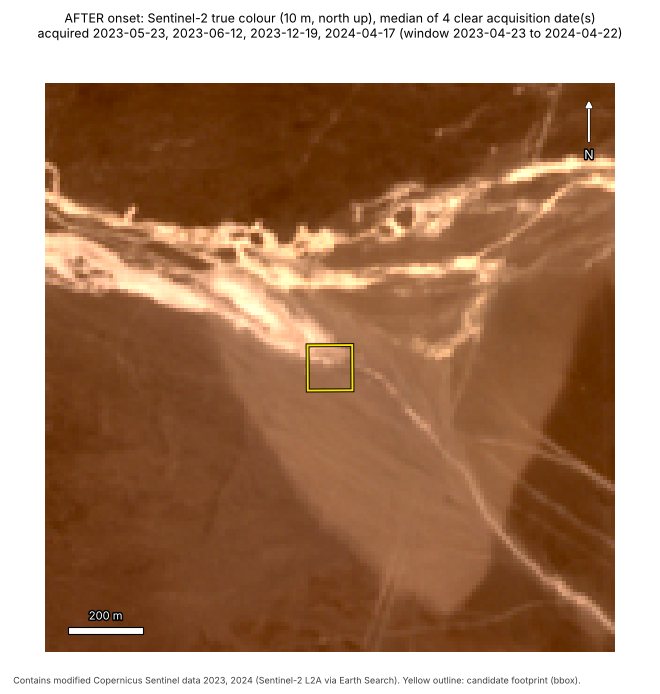 AFTER onset: Sentinel-2 true colour (10 m, north up), median of 4 clear acquisition date(s)
acquired 2023-05-23, 2023-06-12, 2023-12-19, 2024-04-17 (window 2023-04-23 to 2024-04-22)
N
200 m
Contains modified Copernicus Sentinel data 2023, 2024 (Sentinel-2 L2A via Earth Search). Yellow outline: candidate footprint (bbox).